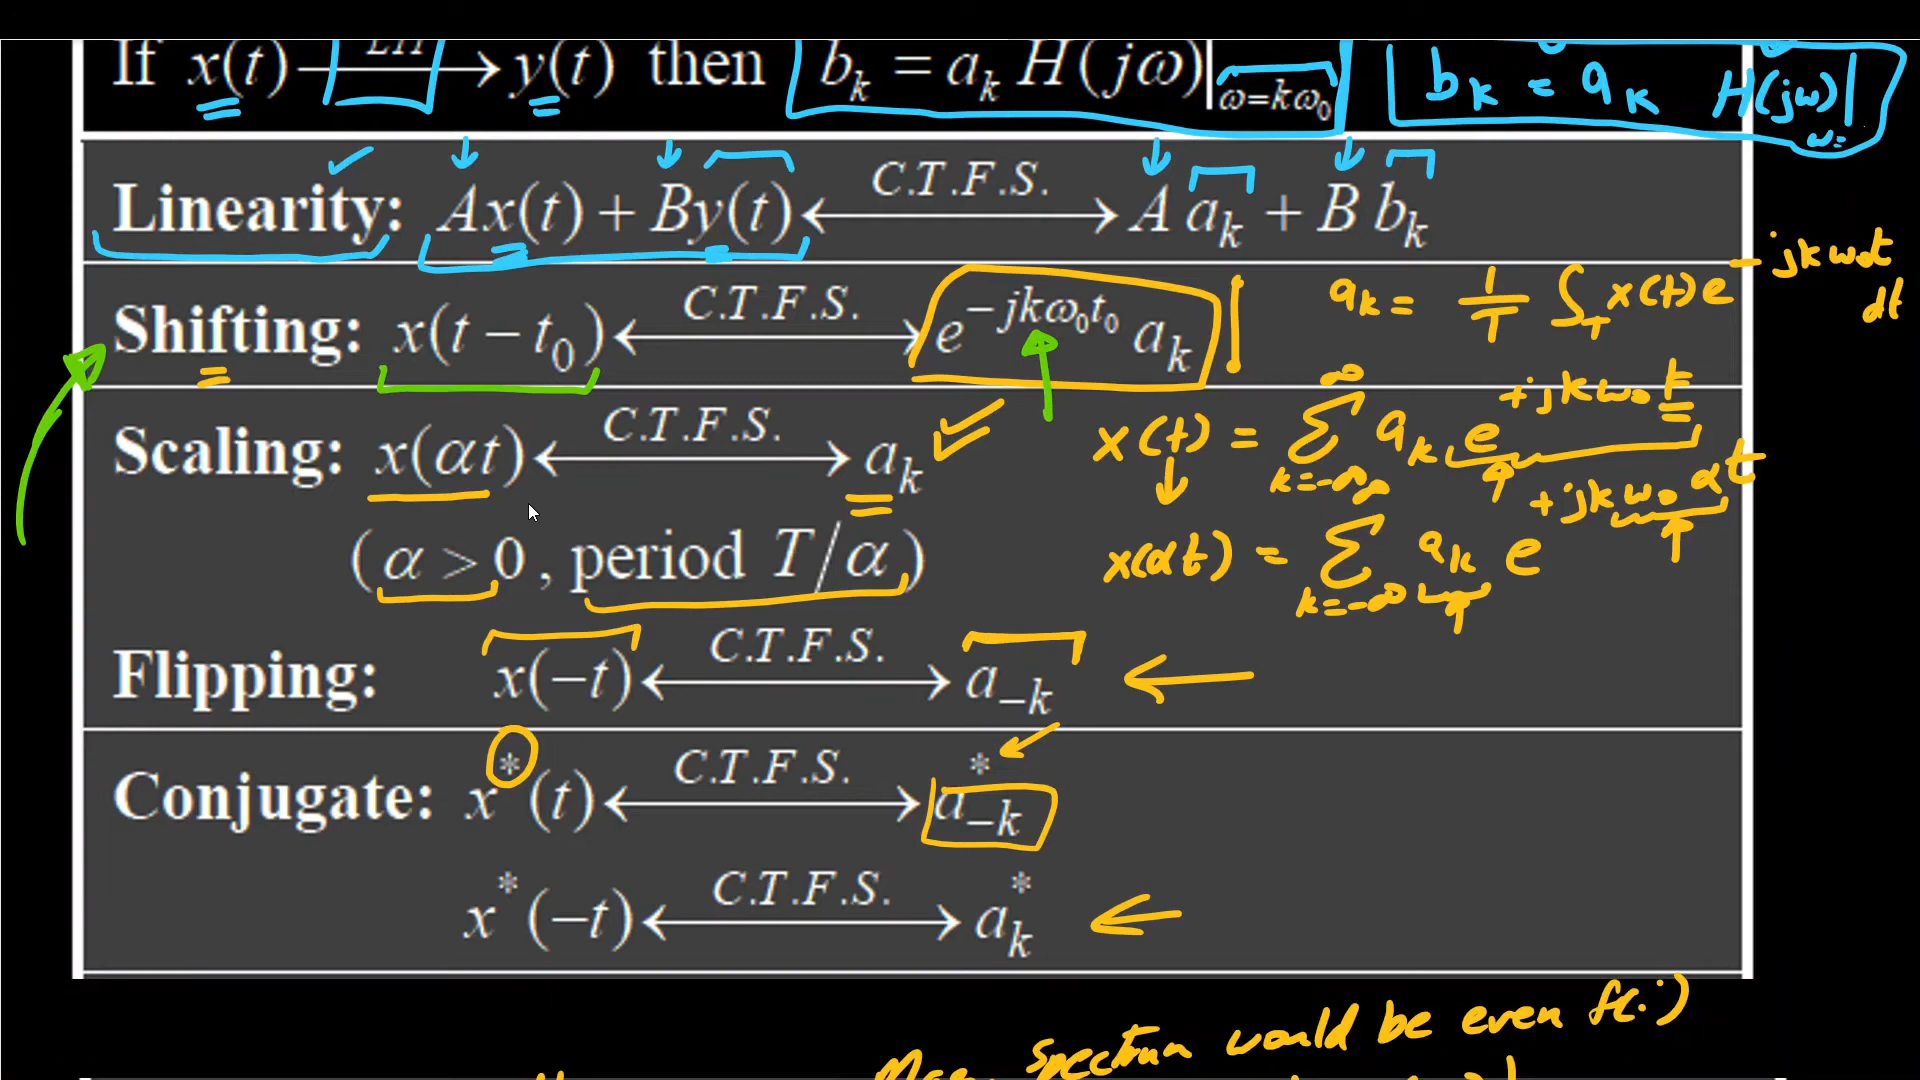 If x(t) ⟶ y(t) then b_k = a_k H(jω)|_{ω=kω₀}
b_k = a_k H(jω)| ω=
Linearity: Ax(t) + By(t) ⟷ C.T.F.S. A a_k + B b_k
Shifting: x(t − t₀) ⟷ C.T.F.S. e^{−jkω₀t₀} a_k
a_k = 1/T ∫_T x(t) e^{−jkω₀t} dt
Scaling: x(αt) ⟷ C.T.F.S. a_k
x(t) = Σ_{k=-∞}^{∞} a_k e^{+jkω₀t}
(α > 0, period T/α)
x(αt) = Σ_{k=-∞}^{∞} a_k e^{+jkω₀αt}
Flipping: x(−t) ⟷ C.T.F.S. a_{−k}
Conjugate: x*(t) ⟷ C.T.F.S. a*_{−k}
x*(−t) ⟷ C.T.F.S. a*_k
spectrum would be even f(.)